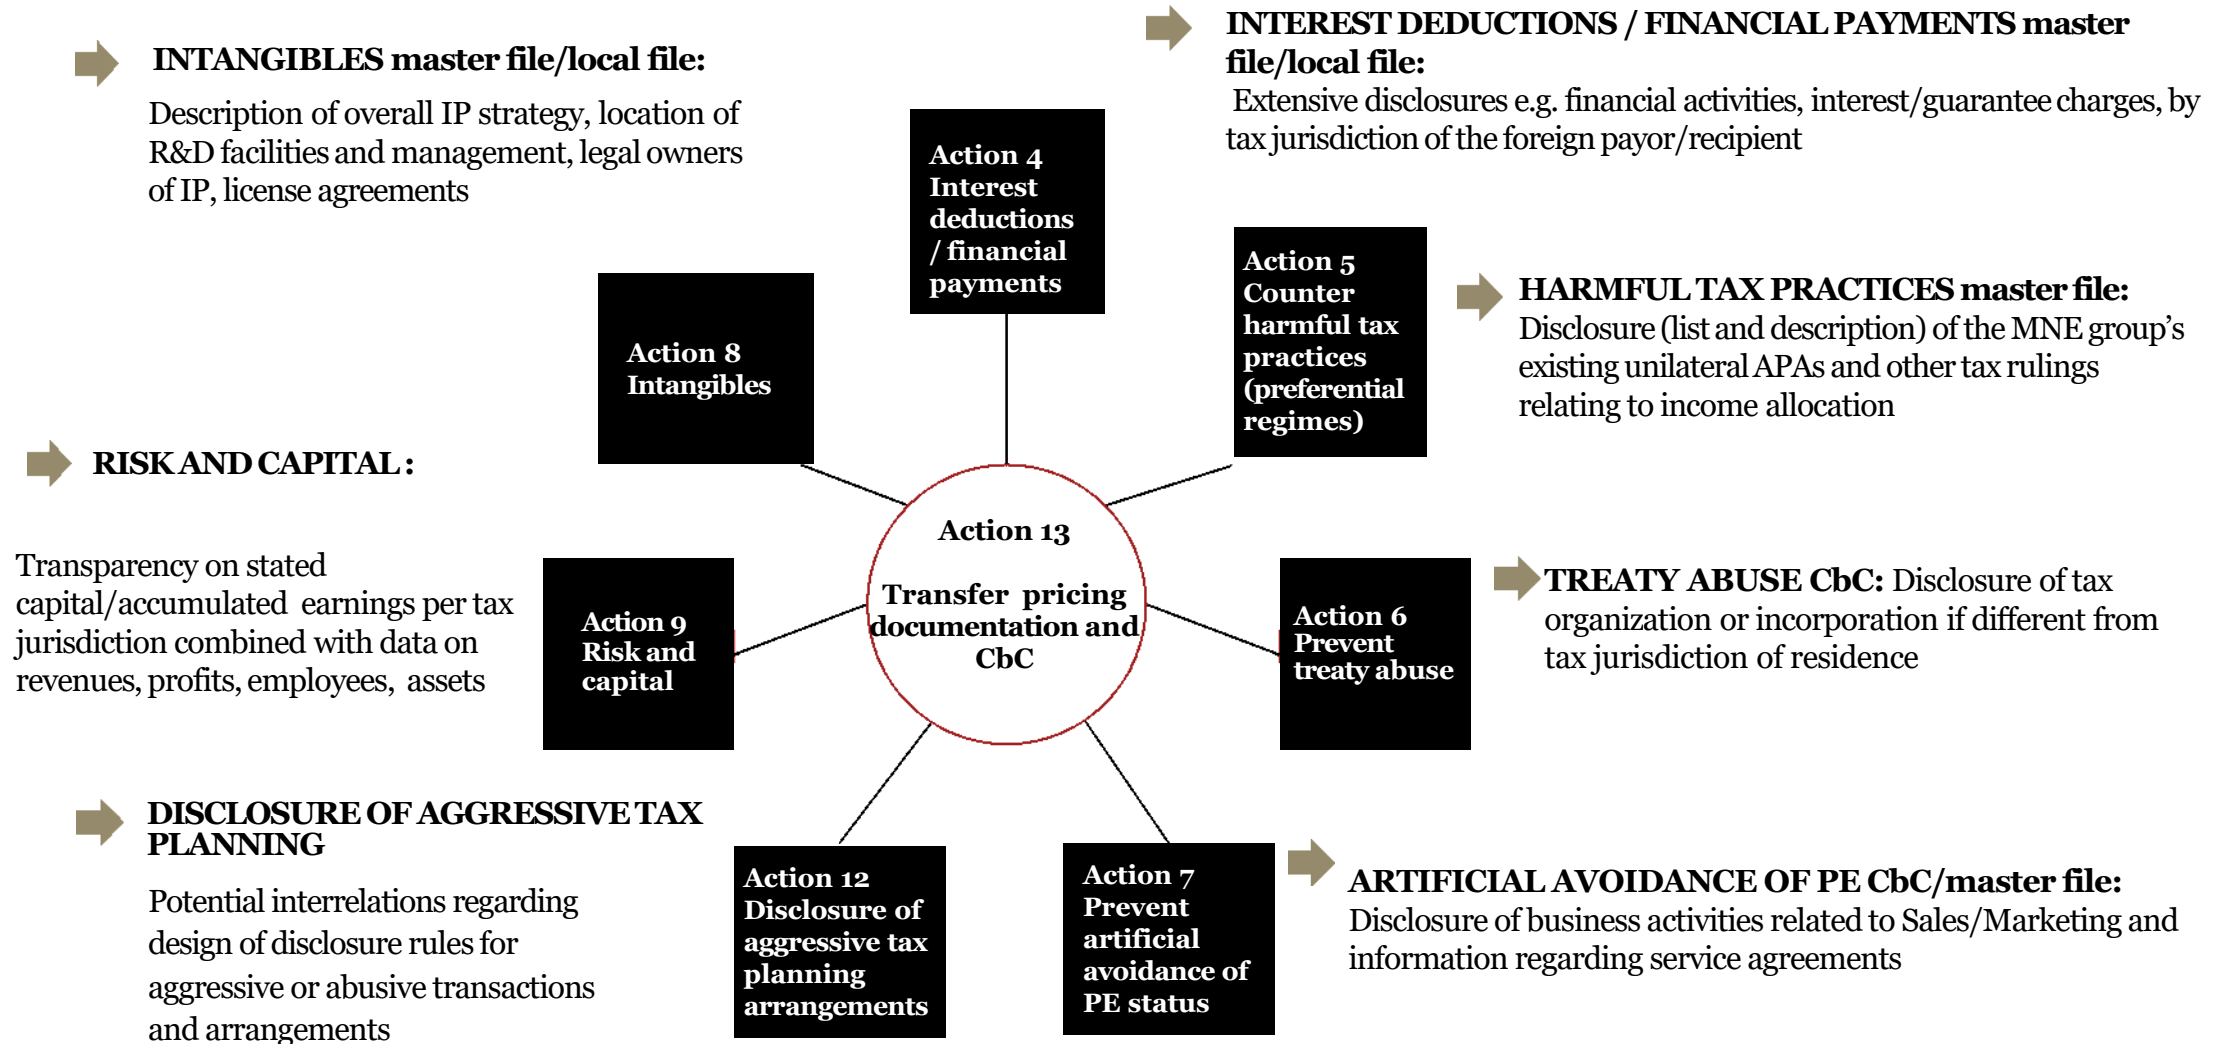 INTANGIBLES master file/local file:
Description of overall IP strategy, location of
R&D facilities and management, legal owners
of IP, license agreements
INTEREST DEDUCTIONS / FINANCIAL PAYMENTS master
file/local file:
Extensive disclosures e.g. financial activities, interest/guarantee charges, by
tax jurisdiction of the foreign payor/recipient
Action 4
Interest
deductions
/ financial
payments
Action 5
Counter
harmful tax
practices
(preferential
regimes)
HARMFUL TAX PRACTICES master file:
Disclosure (list and description) of the MNE group’s
existing unilateral APAs and other tax rulings
relating to income allocation
Action 8
Intangibles
RISK AND CAPITAL :
Transparency on stated
capital/accumulated earnings per tax
jurisdiction combined with data on
revenues, profits, employees, assets
Action 9
Risk and
capital
Action 13
Transfer pricing
documentation and
CbC
Action 6
Prevent
treaty abuse
TREATY ABUSE CbC: Disclosure of tax
organization or incorporation if different from
tax jurisdiction of residence
DISCLOSURE OF AGGRESSIVE TAX
PLANNING
Potential interrelations regarding
design of disclosure rules for
aggressive or abusive transactions
and arrangements
Action 12
Disclosure of
aggressive tax
planning
arrangements
Action 7
Prevent
artificial
avoidance of
PE status
ARTIFICIAL AVOIDANCE OF PE CbC/master file:
Disclosure of business activities related to Sales/Marketing and
information regarding service agreements